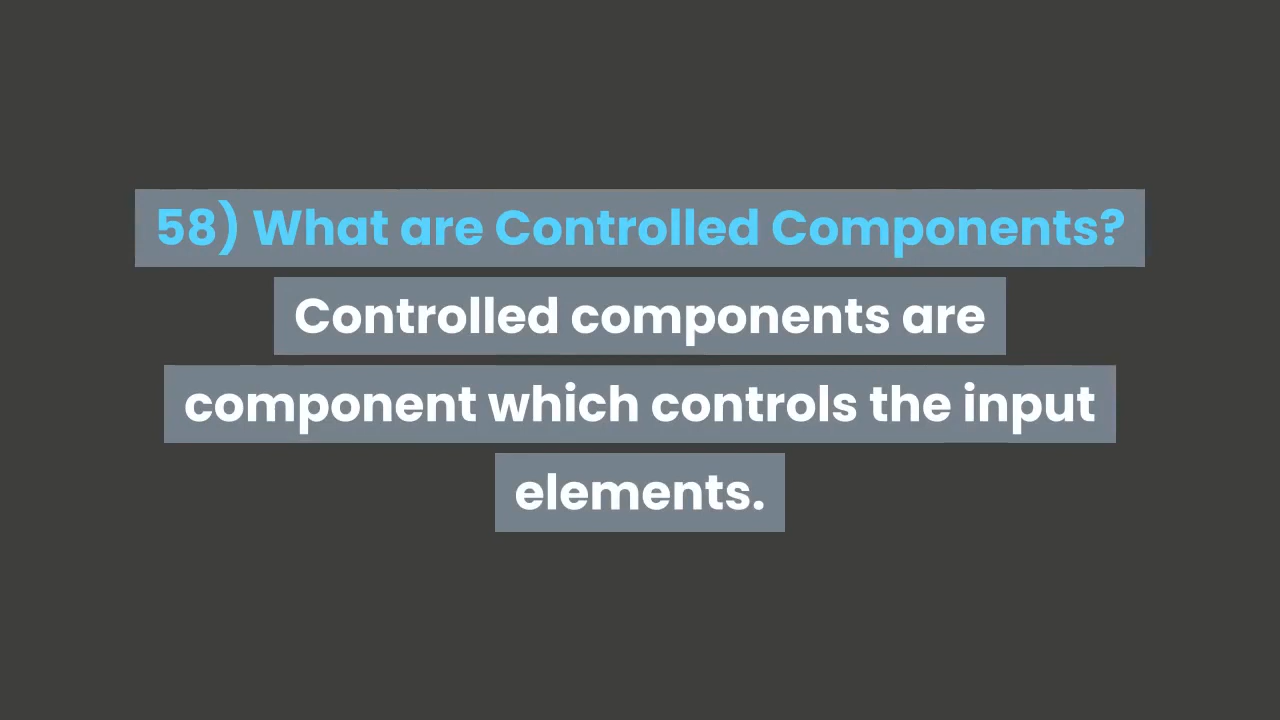 58) What are Controlled Components?
Controlled components are
component which controls the input
elements.